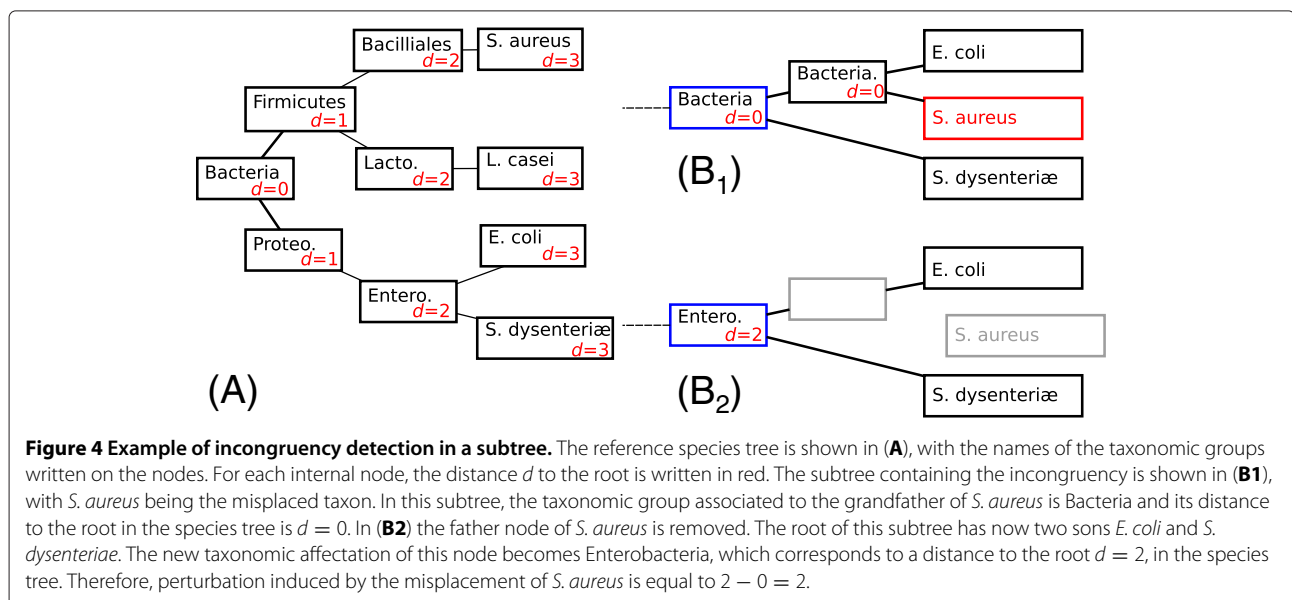 Bacilliales
d=2
S. aureus
d=3
Firmicutes
d=1
Bacteria
d=0
Lacto.
d=2
L. casei
d=3
Proteo.
d=1
E. coli
d=3
Entero.
d=2
S. dysenteriæ
d=3
(A)
E. coli
Bacteria.
d=0
Bacteria
d=0
S. aureus
(B1)
S. dysenteriæ
E. coli
Entero.
d=2
S. aureus
(B2)
S. dysenteriæ
Figure 4 Example of incongruency detection in a subtree. The reference species tree is shown in (A), with the names of the taxonomic groups
written on the nodes. For each internal node, the distance d to the root is written in red. The subtree containing the incongruency is shown in (B1),
with S. aureus being the misplaced taxon. In this subtree, the taxonomic group associated to the grandfather of S. aureus is Bacteria and its distance
to the root in the species tree is d = 0. In (B2) the father node of S. aureus is removed. The root of this subtree has now two sons E. coli and S.
dysenteriae. The new taxonomic affectation of this node becomes Enterobacteria, which corresponds to a distance to the root d = 2, in the species
tree. Therefore, perturbation induced by the misplacement of S. aureus is equal to 2 − 0 = 2.